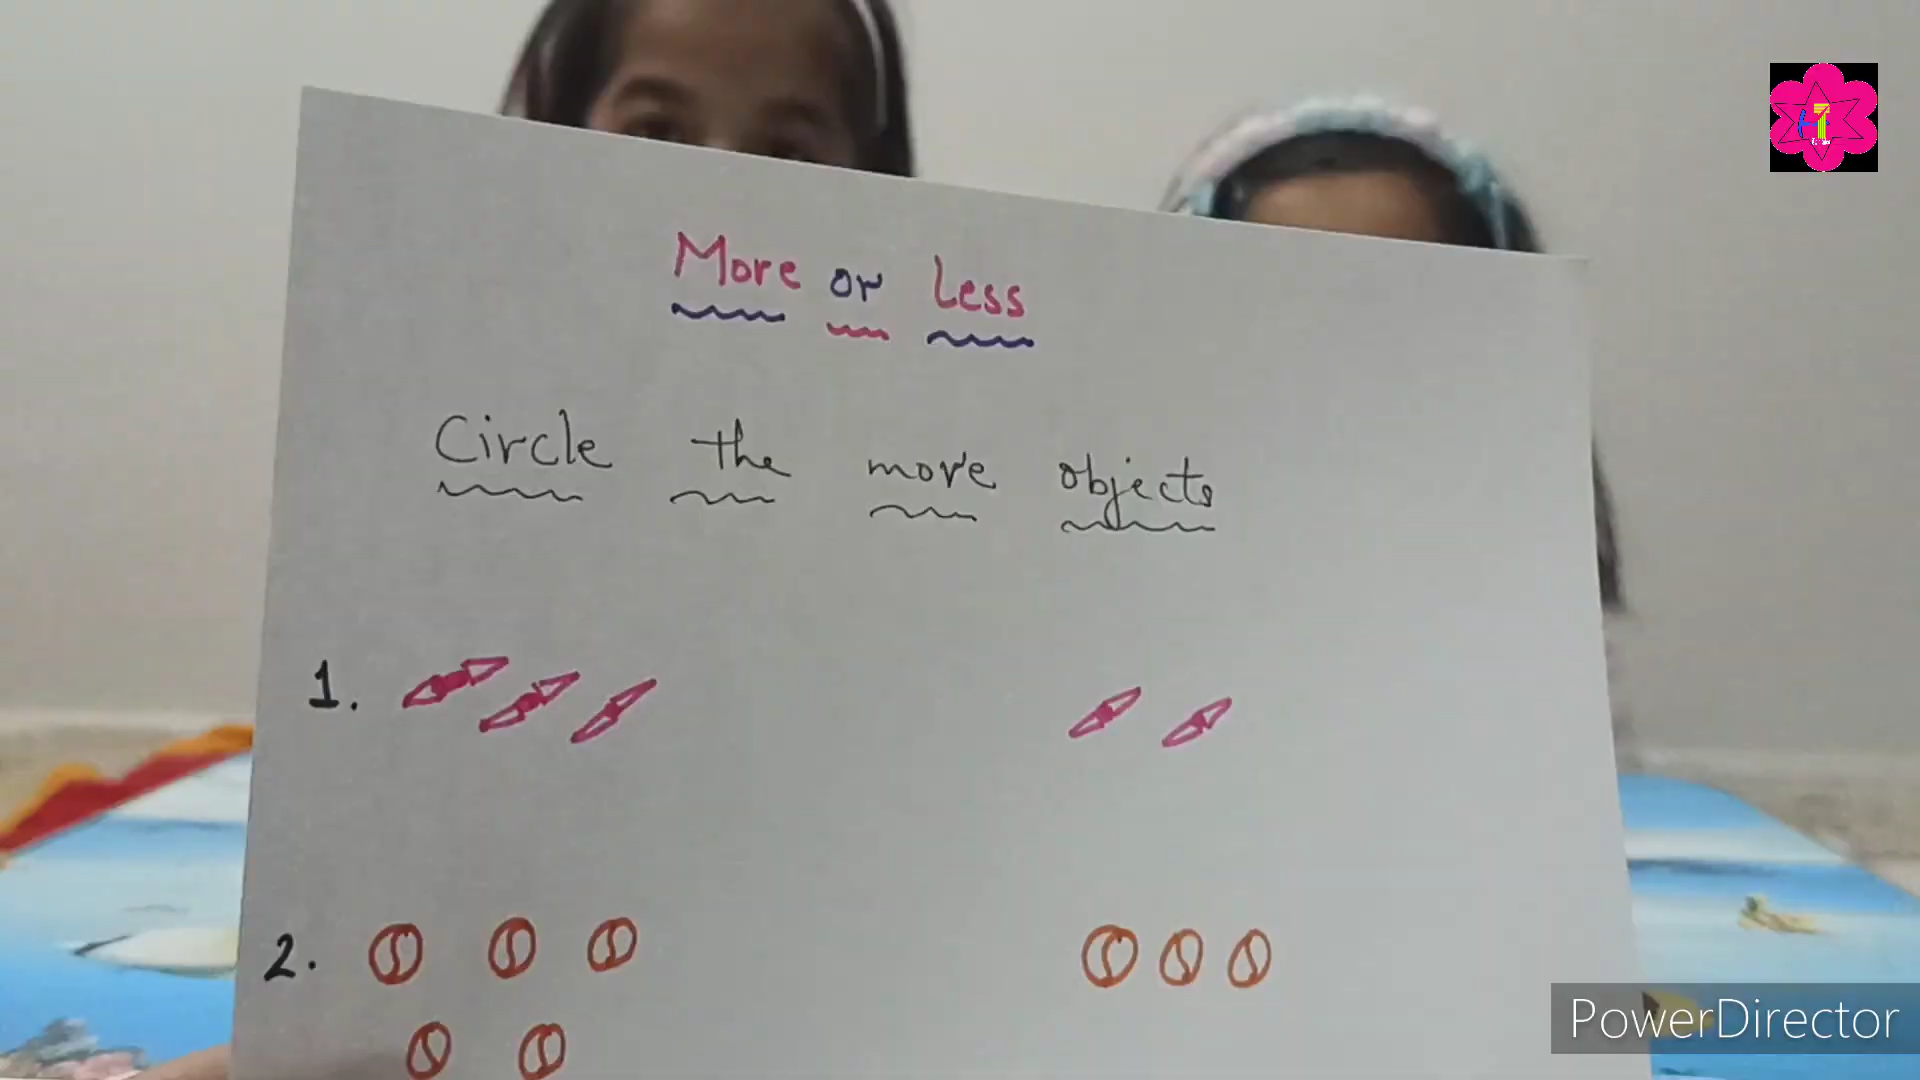 More or Less
Circle the more objects
1.
2.
PowerDirector